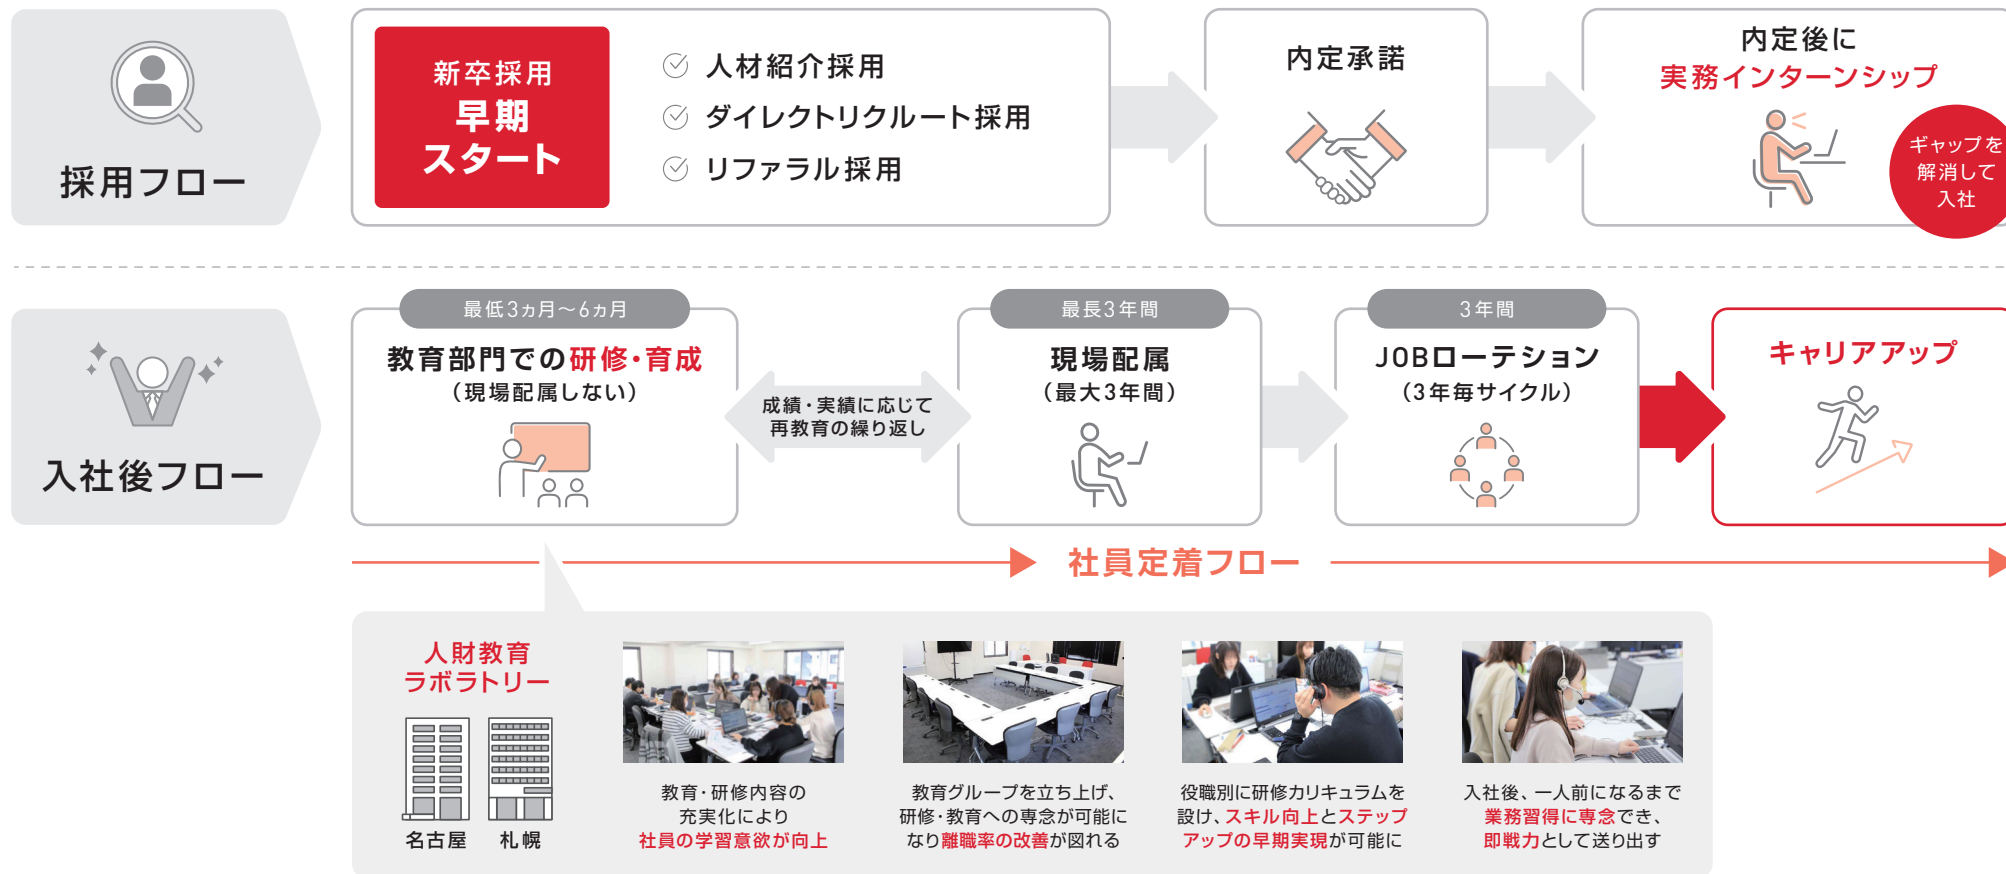 採用フロー
新卒採用
早期
スタート
人材紹介採用
ダイレクトリクルート採用
リファラル採用
内定承諾
内定後に
実務インターンシップ
ギャップを
解消して
入社
入社後フロー
最低3ヵ月～6ヵ月
教育部門での研修・育成
（現場配属しない）
成績・実績に応じて
再教育の繰り返し
最長3年間
現場配属
（最大3年間）
3年間
JOBローテション
（3年毎サイクル）
キャリアアップ
社員定着フロー
人財教育
ラボラトリー
名古屋
札幌
教育・研修内容の
充実化により
社員の学習意欲が向上
教育グループを立ち上げ、
研修・教育への専念が可能に
なり離職率の改善が図れる
役職別に研修カリキュラムを
設け、スキル向上とステップ
アップの早期実現が可能に
入社後、一人前になるまで
業務習得に専念でき、
即戦力として送り出す